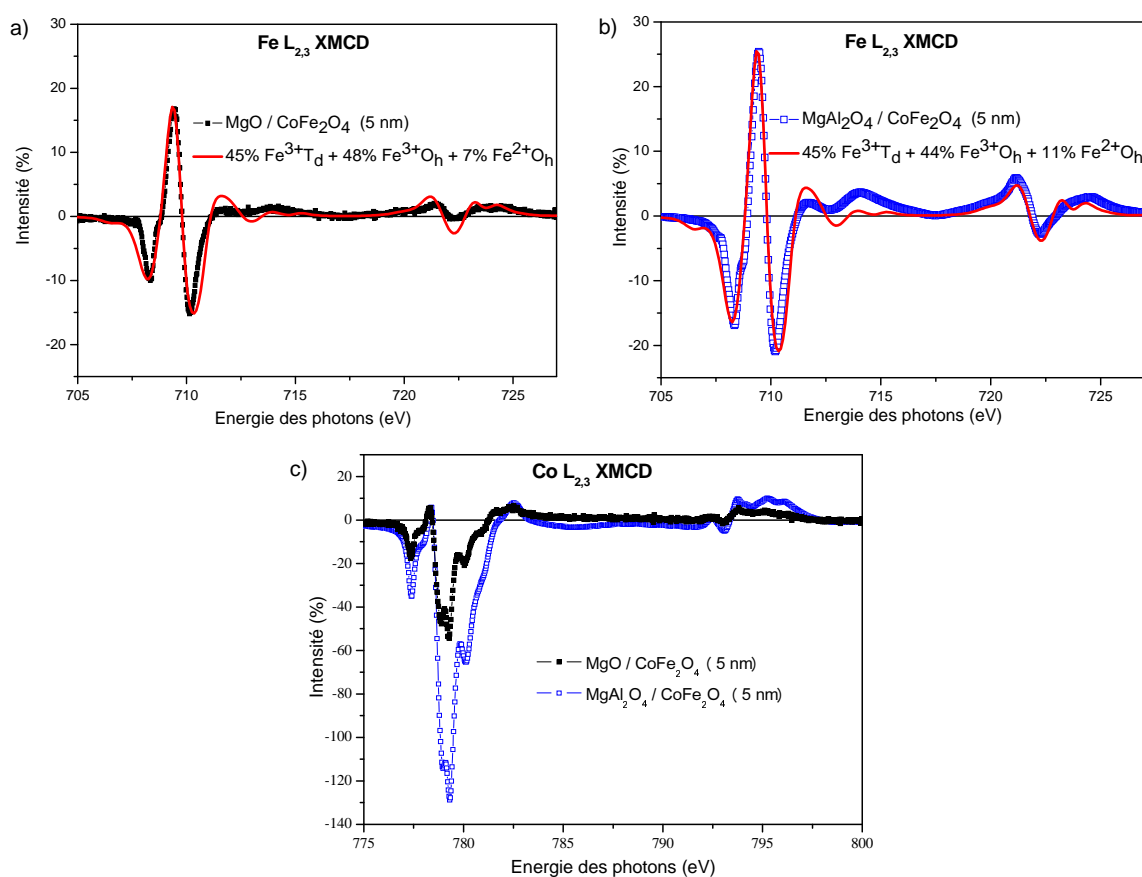 a)
Fe L2,3 XMCD
MgO / CoFe2O4 (5 nm)
45% Fe3+Td + 48% Fe3+Oh + 7% Fe2+Oh
Intensité (%)
30
20
10
0
-10
-20
705
710
715
720
725
Energie des photons (eV)
b)
Fe L2,3 XMCD
MgAl2O4 / CoFe2O4 (5 nm)
45% Fe3+Td + 44% Fe3+Oh + 11% Fe2+Oh
Intensité (%)
30
20
10
0
-10
-20
705
710
715
720
725
Energie des photons (eV)
c)
Co L2,3 XMCD
MgO / CoFe2O4 ( 5 nm)
MgAl2O4 / CoFe2O4 ( 5 nm)
Intensité (%)
20
0
-20
-40
-60
-80
-100
-120
-140
775
780
785
790
795
800
Energie des photons (eV)